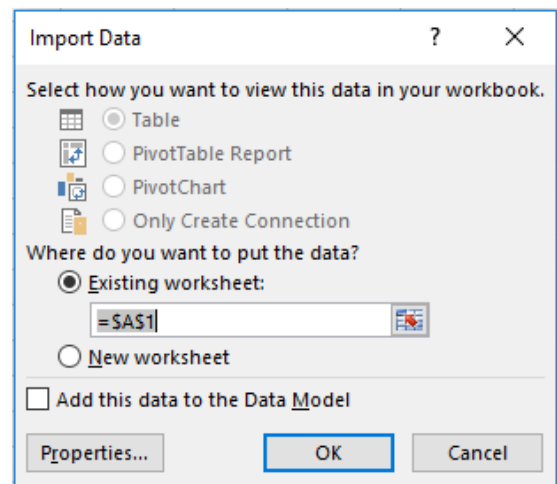 Import Data ? ×
Select how you want to view this data in your workbook.
Table
PivotTable Report
PivotChart
Only Create Connection
Where do you want to put the data?
Existing worksheet:
=$A$1
New worksheet
Add this data to the Data Model
Properties... OK Cancel